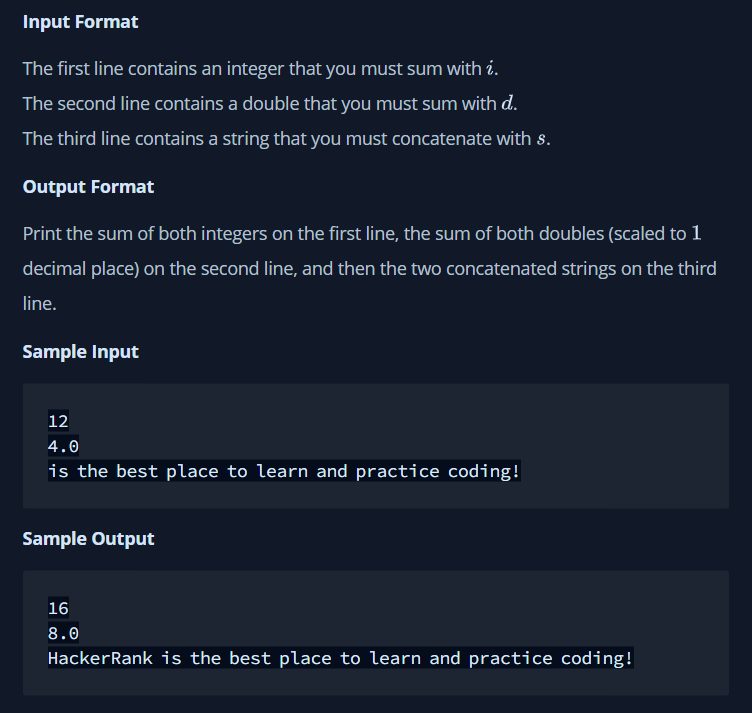 Input Format
The first line contains an integer that you must sum with i.
The second line contains a double that you must sum with d.
The third line contains a string that you must concatenate with s.
Output Format
Print the sum of both integers on the first line, the sum of both doubles (scaled to 1
decimal place) on the second line, and then the two concatenated strings on the third
line.
Sample Input
12
4.0
is the best place to learn and practice coding!
Sample Output
16
8.0
HackerRank is the best place to learn and practice coding!